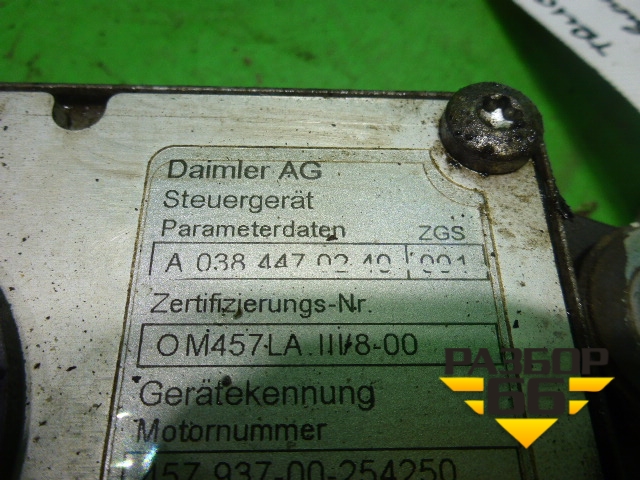 Daimler AG
Steuergerät
Parameterdaten ZGS
A 038 447 02 40 001
Zertifizierungs-Nr.
OM457LA III/8-00
Gerätekennung
Motornummer
457.937-00-254250
РАЗБОР
66